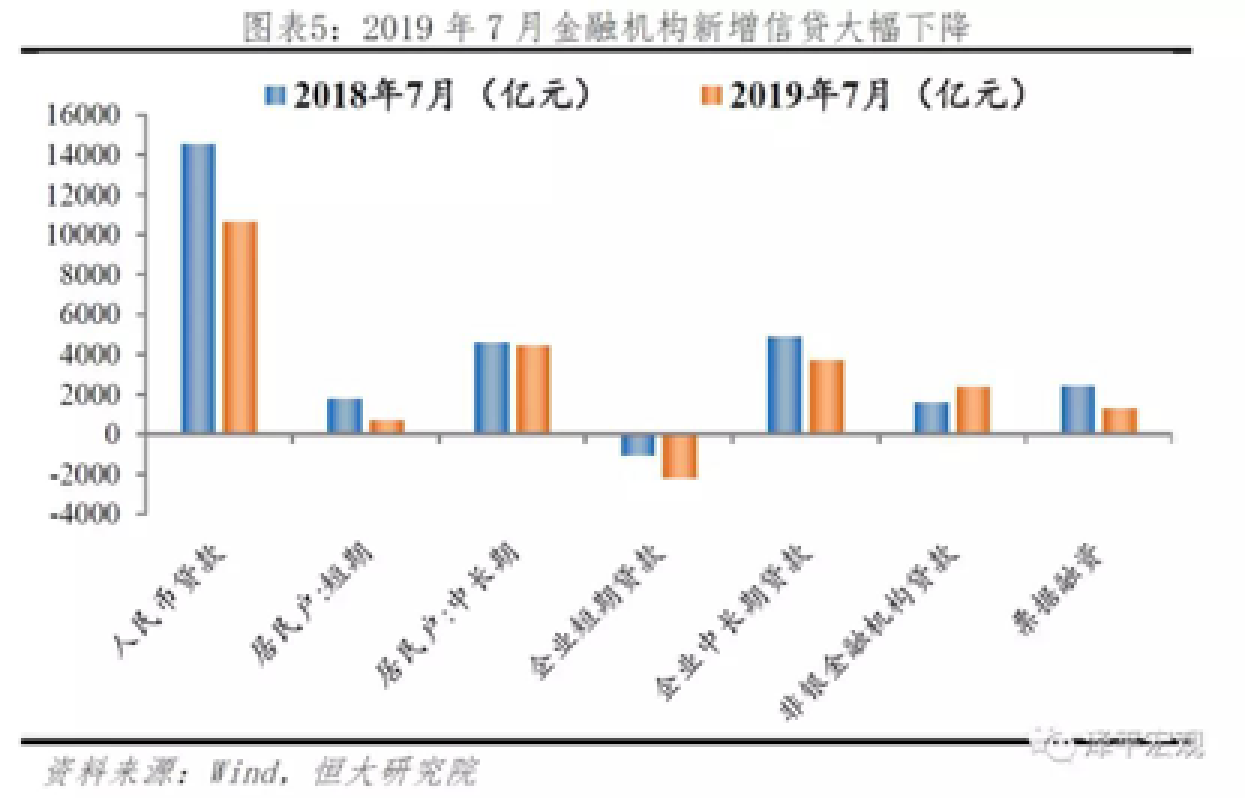 图表5：2019 年 7 月金融机构新增信贷大幅下降
2018年7月（亿元）
2019年7月（亿元）
16000
14000
12000
10000
8000
6000
4000
2000
0
-2000
-4000
人民币贷款
居民户:短期
居民户:中长期
企业短期贷款
企业中长期贷款
非银金融机构贷款
票据融资
泽平宏观
资料来源：Wind，恒大研究院